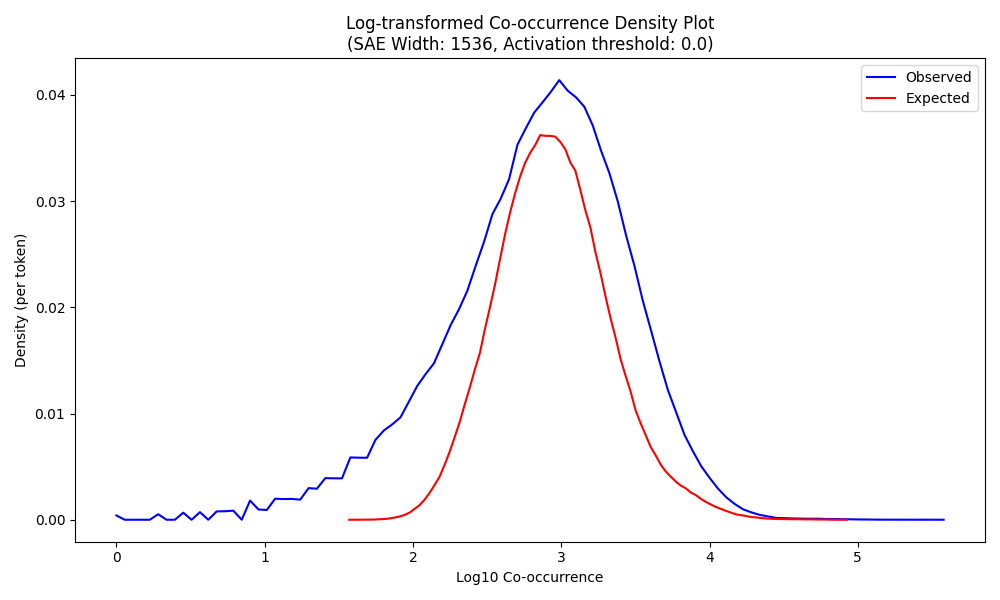 Log-transformed Co-occurrence Density Plot
(SAE Width: 1536, Activation threshold: 0.0)
Observed
Expected
Density (per token)
0.04
0.03
0.02
0.01
0.00
0 1 2 3 4 5
Log10 Co-occurrence